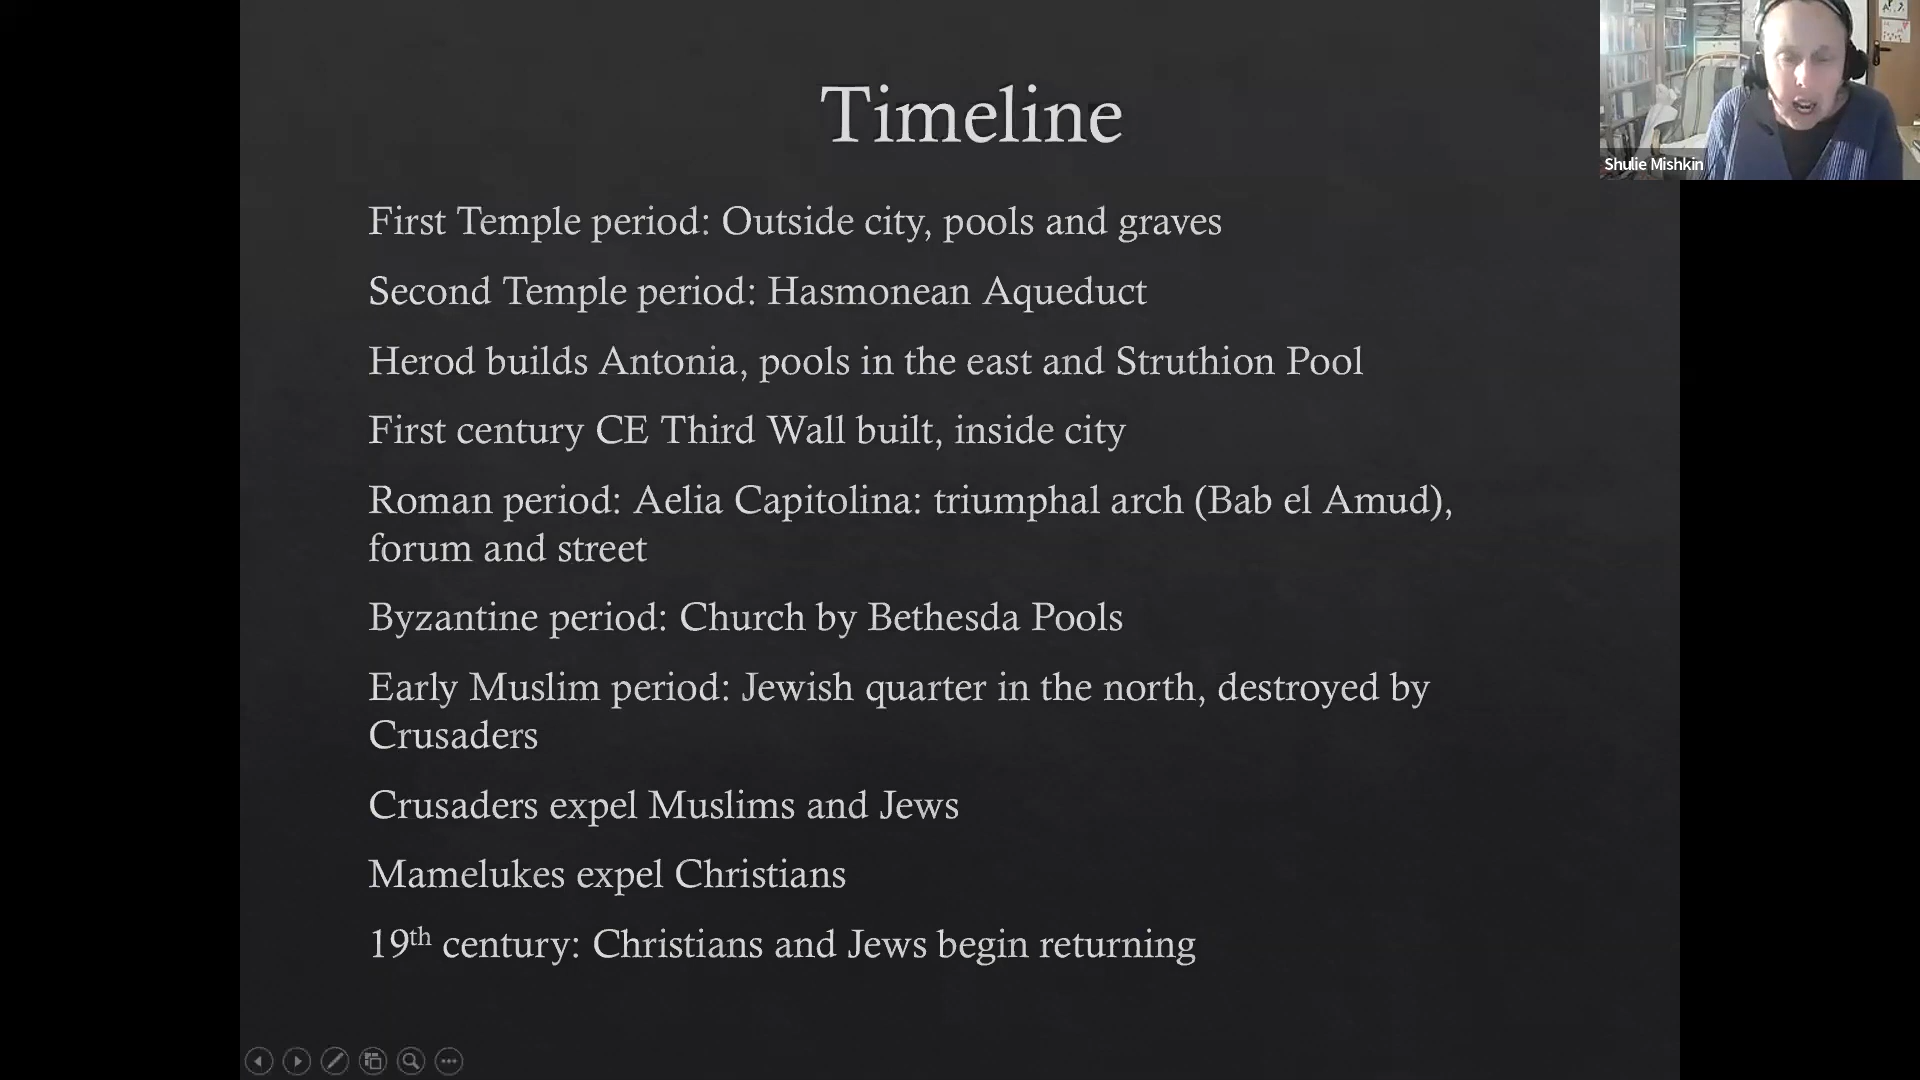 Timeline
Shulie Mishkin
First Temple period: Outside city, pools and graves
Second Temple period: Hasmonean Aqueduct
Herod builds Antonia, pools in the east and Struthion Pool
First century CE Third Wall built, inside city
Roman period: Aelia Capitolina: triumphal arch (Bab el Amud),
forum and street
Byzantine period: Church by Bethesda Pools
Early Muslim period: Jewish quarter in the north, destroyed by
Crusaders
Crusaders expel Muslims and Jews
Mamelukes expel Christians
19th century: Christians and Jews begin returning